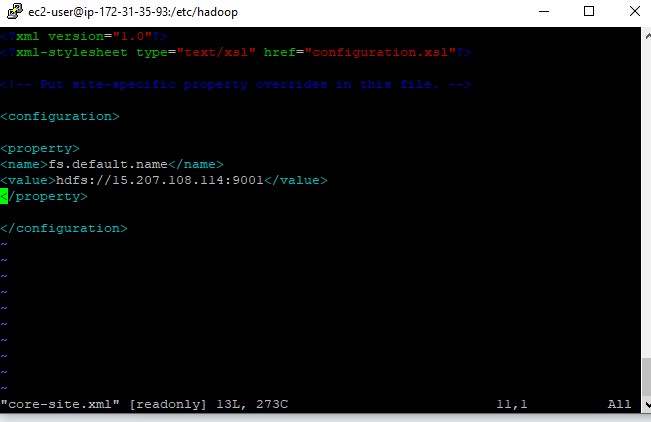 ec2-user@ip-172-31-35-93:/etc/hadoop
<?xml version="1.0"?>
<?xml-stylesheet type="text/xsl" href="configuration.xsl"?>
<!-- Put site-specific property overrides in this file. -->
<configuration>
<property>
<name>fs.default.name</name>
<value>hdfs://15.207.108.114:9001</value>
</property>
</configuration>
~
~
~
~
~
~
~
~
~
~
"core-site.xml" [readonly] 13L, 273C 11,1 All